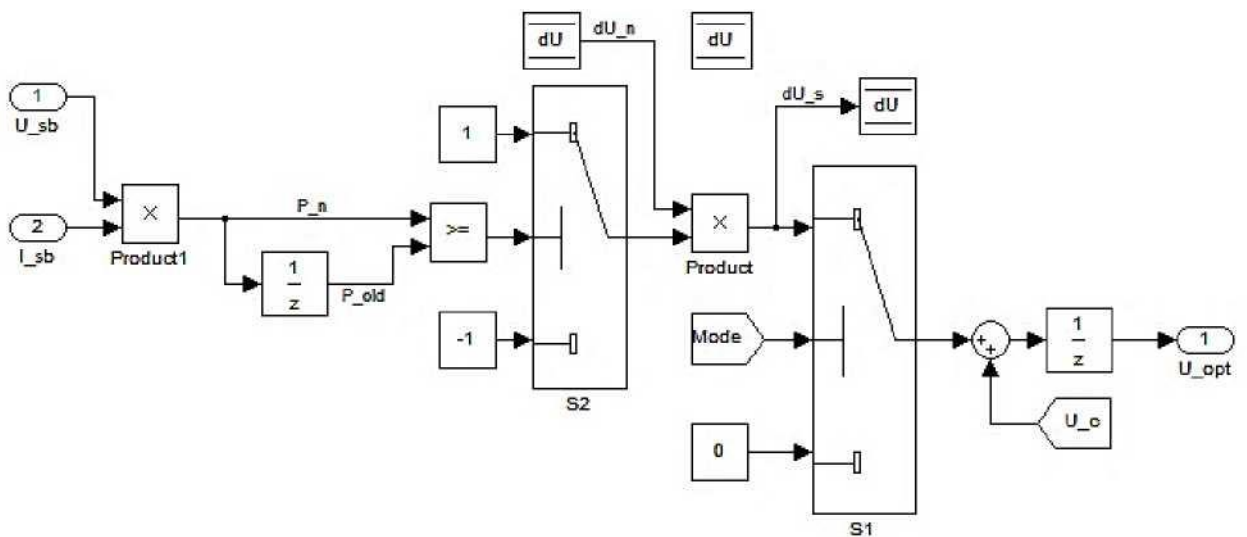 dU
dU_n
dU
1
U_sb
1
dU_s
dU
2
I_sb
×
Product1
P_n
>=
×
Product
1
z
P_old
-1
Mode
+
+
1
z
1
U_opt
S2
U_o
0
S1